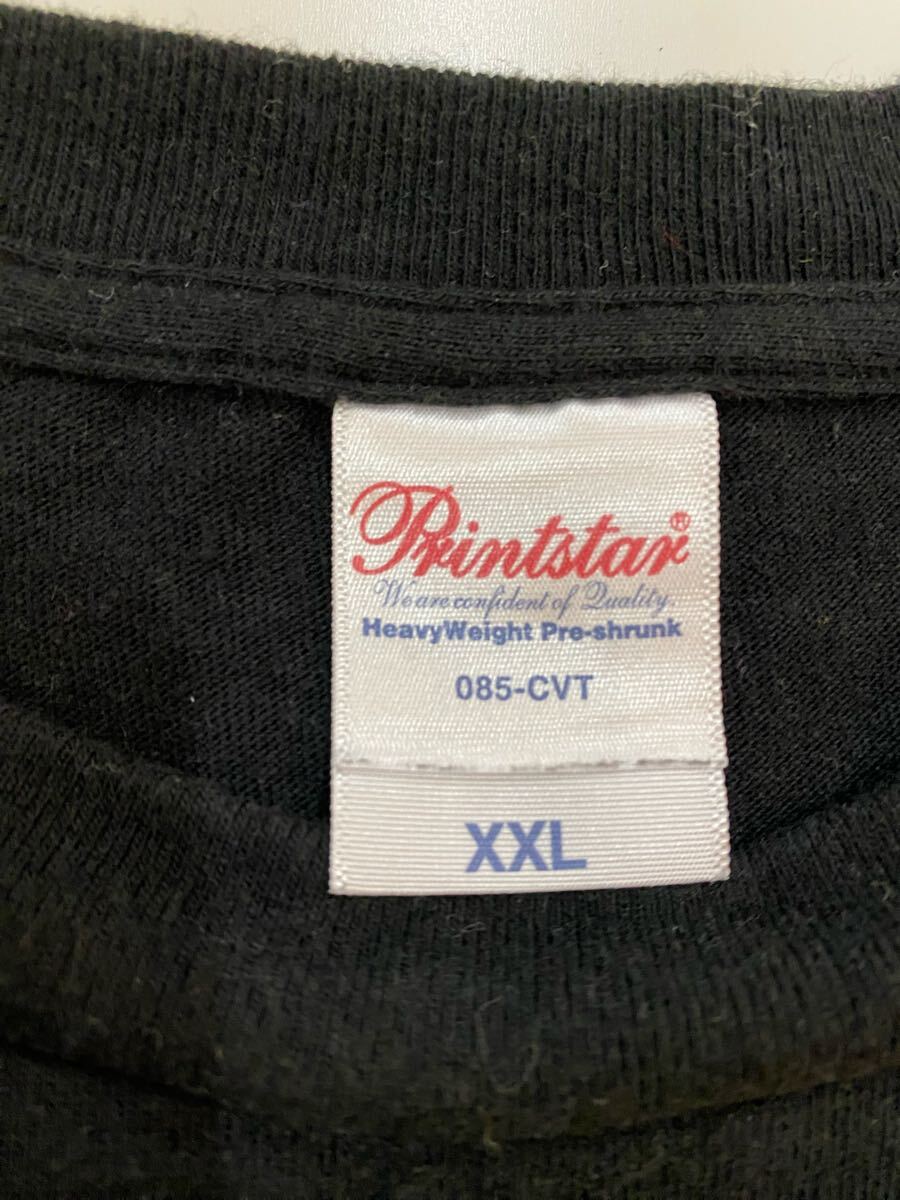 Printstar®
We are confident of Quality.
HeavyWeight Pre-shrunk
085-CVT
XXL